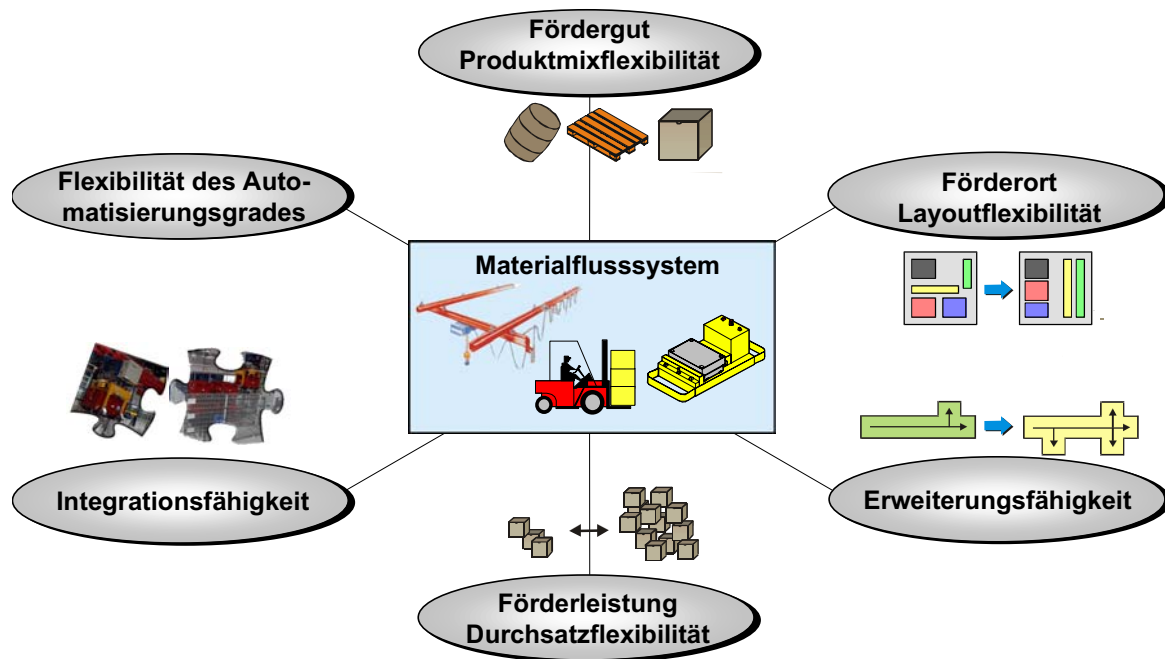 Fördergut
Produktmixflexibilität
Flexibilität des Auto-
matisierungsgrades
Förderort
Layoutflexibilität
Materialflusssystem
Integrationsfähigkeit
Erweiterungsfähigkeit
Förderleistung
Durchsatzflexibilität